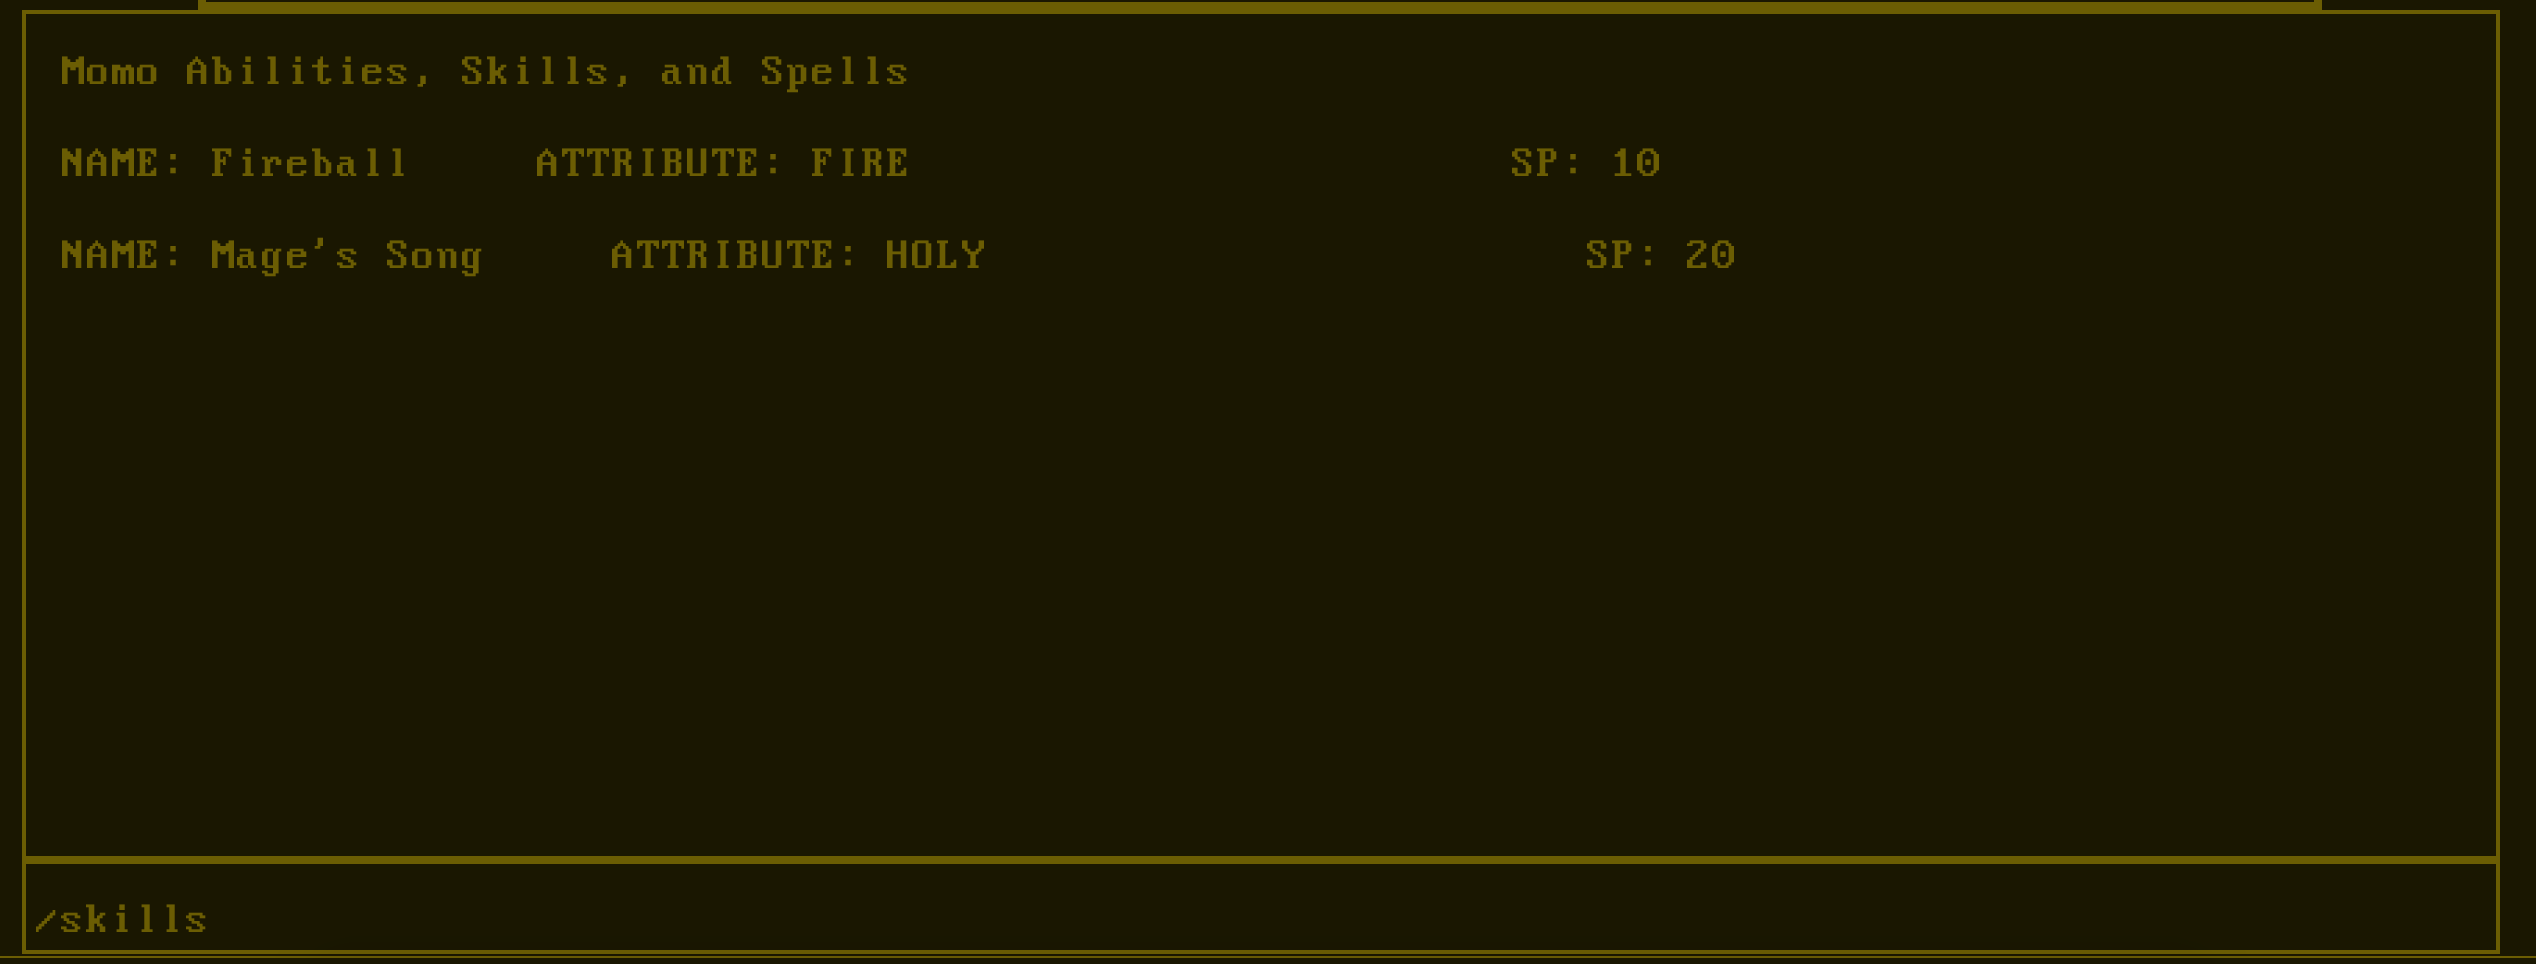 Momo Abilities, Skills, and Spells
NAME: Fireball ATTRIBUTE: FIRE SP: 10
NAME: Mage's Song ATTRIBUTE: HOLY SP: 20
/skills